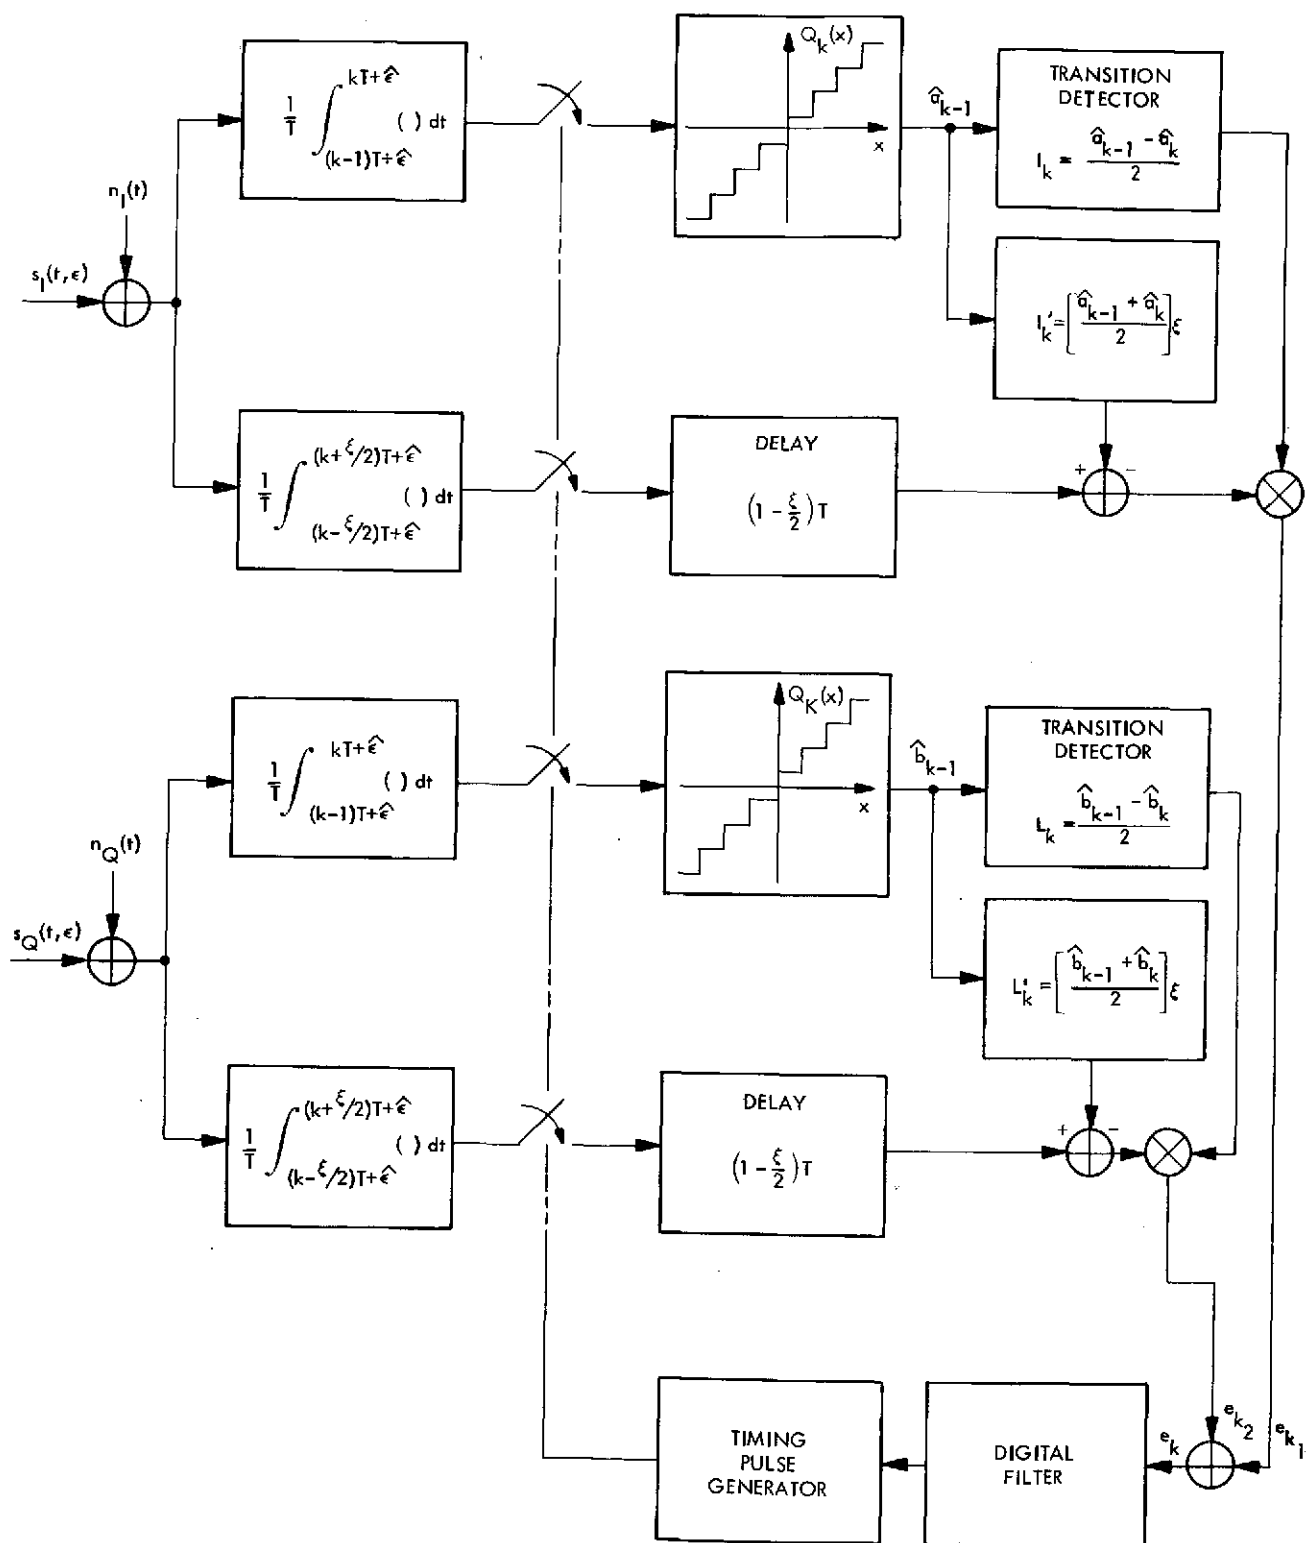 n_I(t)
s_I(t,ϵ)
1/T ∫_{(k-1)T+ϵ̂}^{kT+ϵ̂} ( ) dt
Q_k(x)
x
â_{k-1}
TRANSITION
DETECTOR
I_k = (â_{k-1} - â_k)/2
I'_k = [(â_{k-1} + â_k)/2] ξ
1/T ∫_{(k-ξ/2)T+ϵ̂}^{(k+ξ/2)T+ϵ̂} ( ) dt
DELAY
(1 - ξ/2) T
+ -
n_Q(t)
s_Q(t,ϵ)
1/T ∫_{(k-1)T+ϵ̂}^{kT+ϵ̂} ( ) dt
Q_K(x)
x
b̂_{k-1}
TRANSITION
DETECTOR
L_k = (b̂_{k-1} - b̂_k)/2
L'_k = [(b̂_{k-1} + b̂_k)/2] ξ
1/T ∫_{(k-ξ/2)T+ϵ̂}^{(k+ξ/2)T+ϵ̂} ( ) dt
DELAY
(1 - ξ/2) T
+ -
TIMING
PULSE
GENERATOR
DIGITAL
FILTER
e_k
e_{k_2}
e_{k_1}